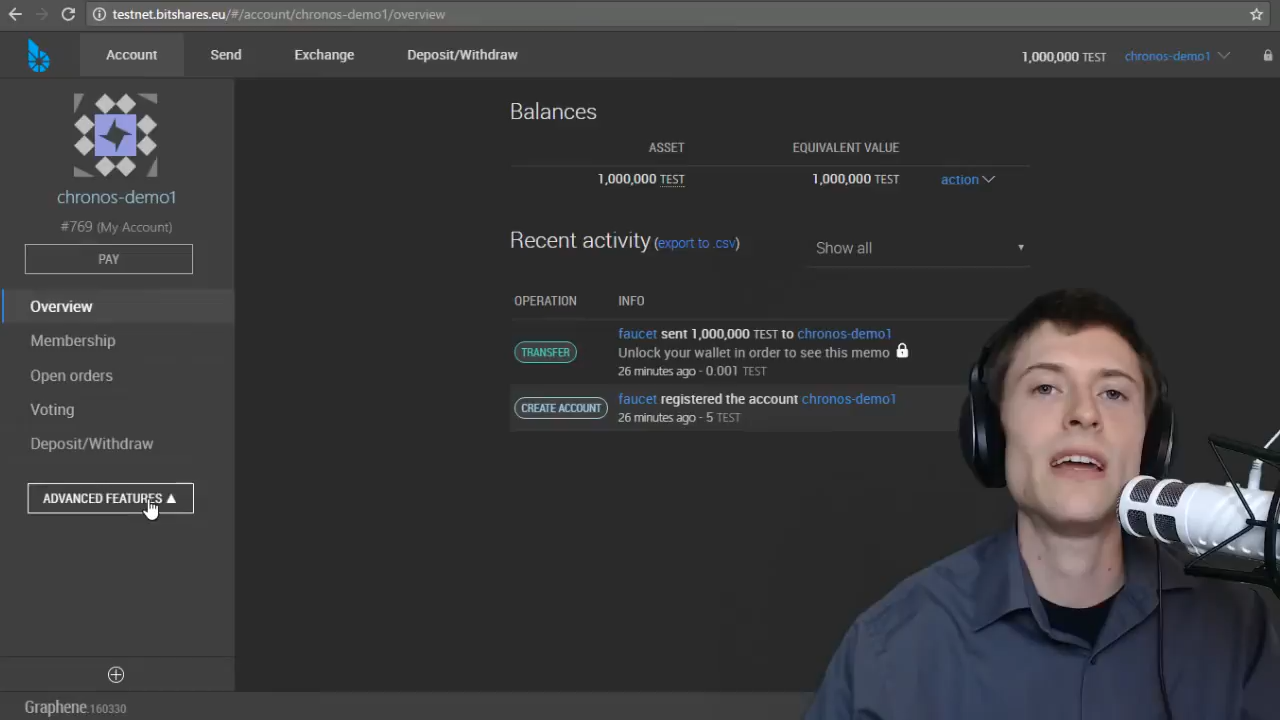 testnet.bitshares.eu/#/account/chronos-demo1/overview
Account Send Exchange Deposit/Withdraw 1,000,000 TEST chronos-demo1
Balances
ASSET EQUIVALENT VALUE
1,000,000 TEST 1,000,000 TEST action
chronos-demo1
#769 (My Account)
PAY
Recent activity (export to .csv) Show all
OPERATION INFO
Overview
Membership
Open orders
Voting
Deposit/Withdraw
ADVANCED FEATURES ▲
TRANSFER
faucet sent 1,000,000 TEST to chronos-demo1
Unlock your wallet in order to see this memo
26 minutes ago - 0.001 TEST
CREATE ACCOUNT
faucet registered the account chronos-demo1
26 minutes ago - 5 TEST
Graphene.160330